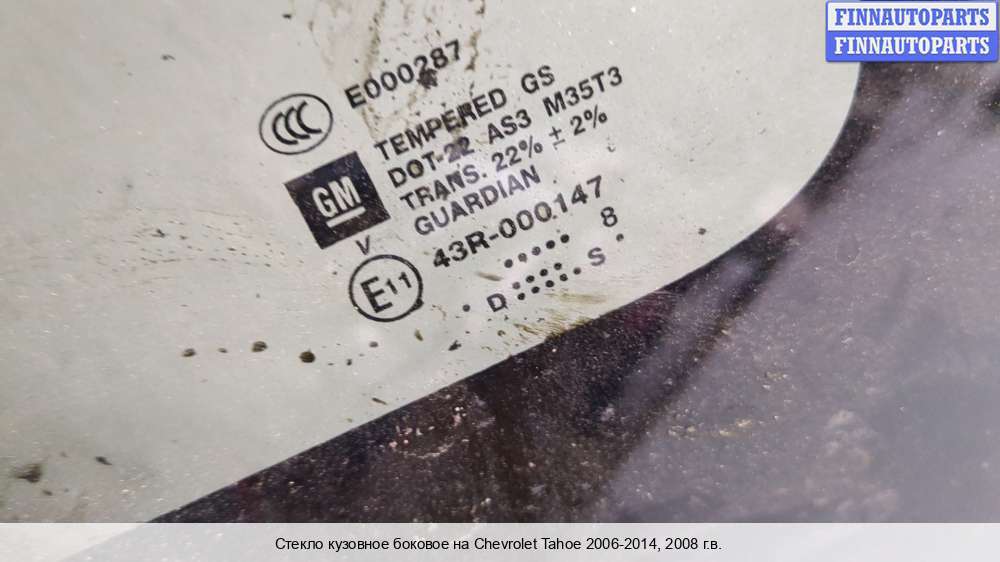 FINNAUTOPARTS
FINNAUTOPARTS
E000287
CCC
TEMPERED GS
DOT-22 AS3 M35T3
TRANS. 22% ± 2%
GUARDIAN
GM
V
43R-000147
E11
8
D S
Стекло кузовное боковое на Chevrolet Tahoe 2006-2014, 2008 г.в.